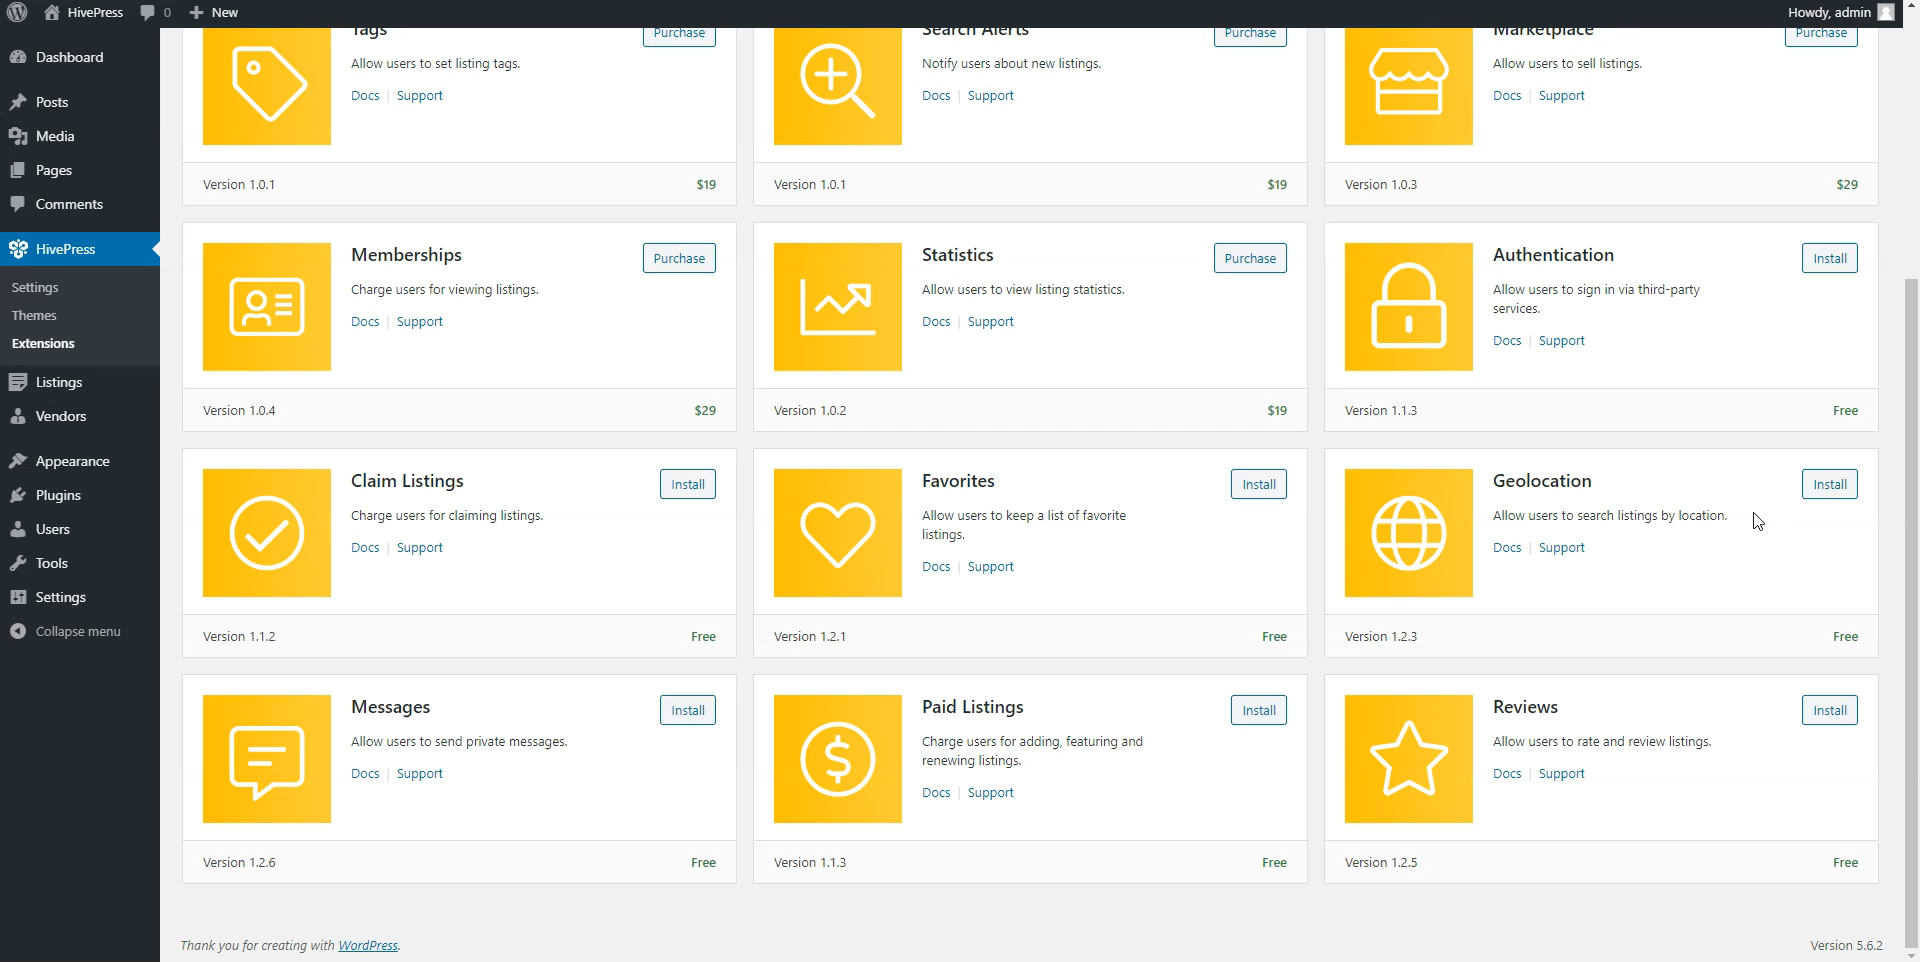 HivePress
0
New
Howdy, admin
Dashboard
Posts
Media
Pages
Comments
HivePress
Settings
Themes
Extensions
Listings
Vendors
Appearance
Plugins
Users
Tools
Settings
Collapse menu
Tags
Purchase
Allow users to set listing tags.
Docs | Support
Version 1.0.1
$19
Search Alerts
Purchase
Notify users about new listings.
Docs | Support
Version 1.0.1
$19
Marketplace
Purchase
Allow users to sell listings.
Docs | Support
Version 1.0.3
$29
Memberships
Purchase
Charge users for viewing listings.
Docs | Support
Version 1.0.4
$29
Statistics
Purchase
Allow users to view listing statistics.
Docs | Support
Version 1.0.2
$19
Authentication
Install
Allow users to sign in via third-party
services.
Docs | Support
Version 1.1.3
Free
Claim Listings
Install
Charge users for claiming listings.
Docs | Support
Version 1.1.2
Free
Favorites
Install
Allow users to keep a list of favorite
listings.
Docs | Support
Version 1.2.1
Free
Geolocation
Install
Allow users to search listings by location.
Docs | Support
Version 1.2.3
Free
Messages
Install
Allow users to send private messages.
Docs | Support
Version 1.2.6
Free
Paid Listings
Install
Charge users for adding, featuring and
renewing listings.
Docs | Support
Version 1.1.3
Free
Reviews
Install
Allow users to rate and review listings.
Docs | Support
Version 1.2.5
Free
Thank you for creating with WordPress.
Version 5.6.2